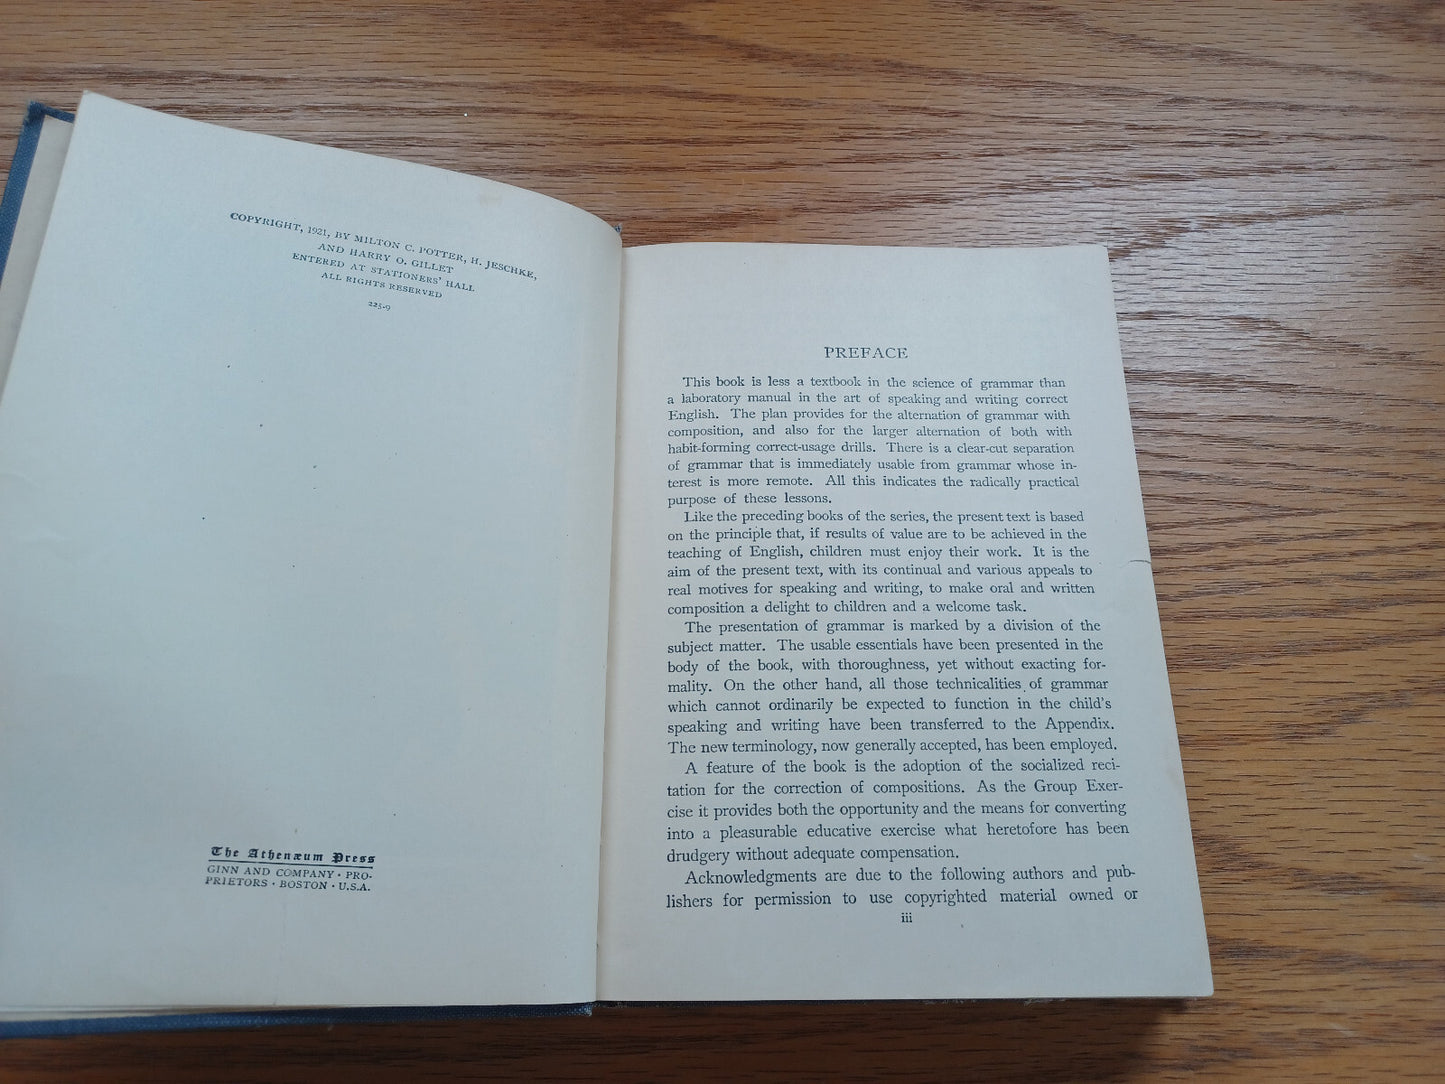 COPYRIGHT, 1921, BY MILTON C. POTTER, H. JESCHKE,
AND HARRY O. GILLET
ENTERED AT STATIONERS' HALL
ALL RIGHTS RESERVED
225.9
The Athenæum Press
GINN AND COMPANY · PRO-
PRIETORS · BOSTON · U.S.A.
PREFACE
This book is less a textbook in the science of grammar than
a laboratory manual in the art of speaking and writing correct
English. The plan provides for the alternation of grammar with
composition, and also for the larger alternation of both with
habit-forming correct-usage drills. There is a clear-cut separation
of grammar that is immediately usable from grammar whose in-
terest is more remote. All this indicates the radically practical
purpose of these lessons.
Like the preceding books of the series, the present text is based
on the principle that, if results of value are to be achieved in the
teaching of English, children must enjoy their work. It is the
aim of the present text, with its continual and various appeals to
real motives for speaking and writing, to make oral and written
composition a delight to children and a welcome task.
The presentation of grammar is marked by a division of the
subject matter. The usable essentials have been presented in the
body of the book, with thoroughness, yet without exacting for-
mality. On the other hand, all those technicalities of grammar
which cannot ordinarily be expected to function in the child's
speaking and writing have been transferred to the Appendix.
The new terminology, now generally accepted, has been employed.
A feature of the book is the adoption of the socialized reci-
tation for the correction of compositions. As the Group Exer-
cise it provides both the opportunity and the means for converting
into a pleasurable educative exercise what heretofore has been
drudgery without adequate compensation.
Acknowledgments are due to the following authors and pub-
lishers for permission to use copyrighted material owned or
iii